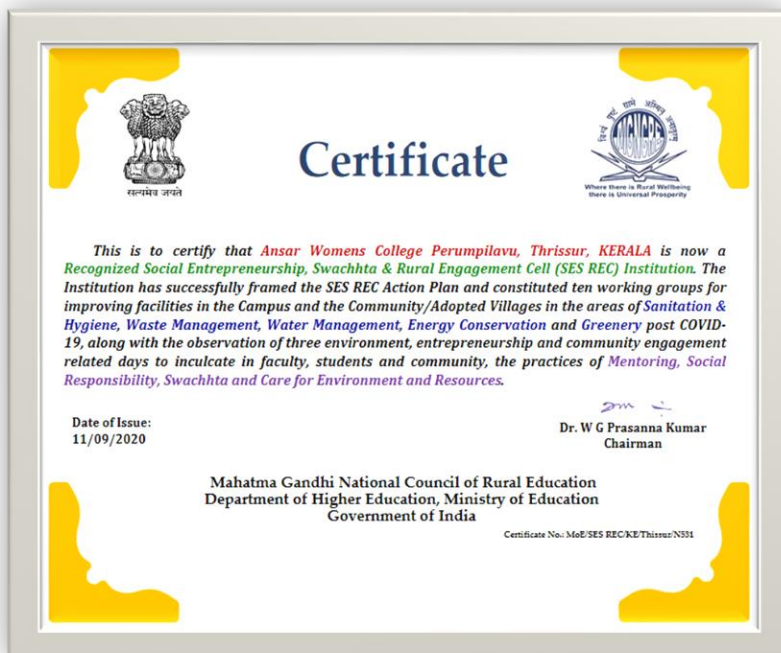 सत्यमेव जयते
Certificate
MGNCRE
Where there is Rural Wellbeing
there is Universal Prosperity
This is to certify that Ansar Womens College Perumpilavu, Thrissur, KERALA is now a
Recognized Social Entrepreneurship, Swachhta & Rural Engagement Cell (SES REC) Institution. The
Institution has successfully framed the SES REC Action Plan and constituted ten working groups for
improving facilities in the Campus and the Community/Adopted Villages in the areas of Sanitation &
Hygiene, Waste Management, Water Management, Energy Conservation and Greenery post COVID-
19, along with the observation of three environment, entrepreneurship and community engagement
related days to inculcate in faculty, students and community, the practices of Mentoring, Social
Responsibility, Swachhta and Care for Environment and Resources.
Date of Issue:
11/09/2020
Dr. W G Prasanna Kumar
Chairman
Mahatma Gandhi National Council of Rural Education
Department of Higher Education, Ministry of Education
Government of India
Certificate No.: MoE/SES REC/KE/Thissur/N531